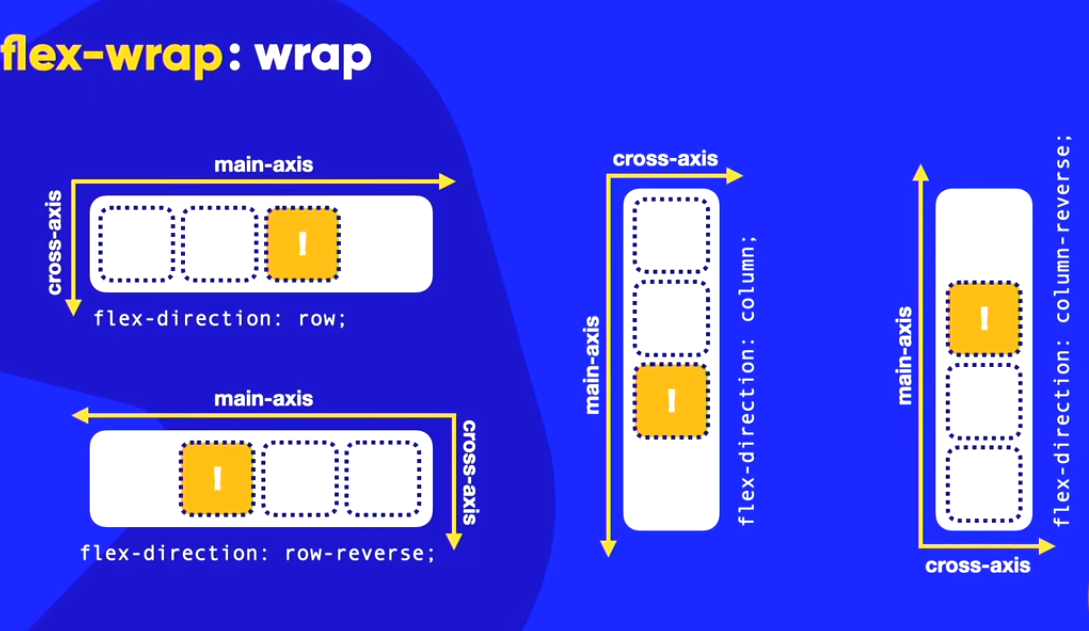 flex-wrap: wrap
main-axis
cross-axis
!
flex-direction: row;
main-axis
cross-axis
!
flex-direction: row-reverse;
cross-axis
main-axis
!
flex-direction: column;
main-axis
!
cross-axis
flex-direction: column-reverse;